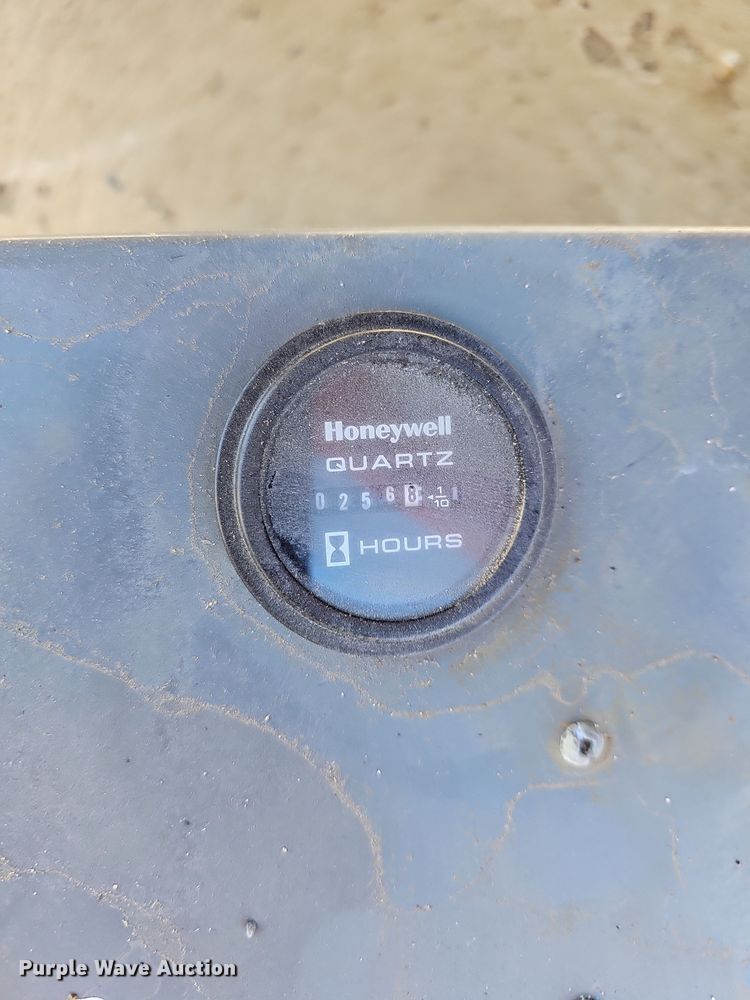 Honeywell
QUARTZ
0 2 5 6 8 ◄1/10
HOURS
Purple Wave Auction